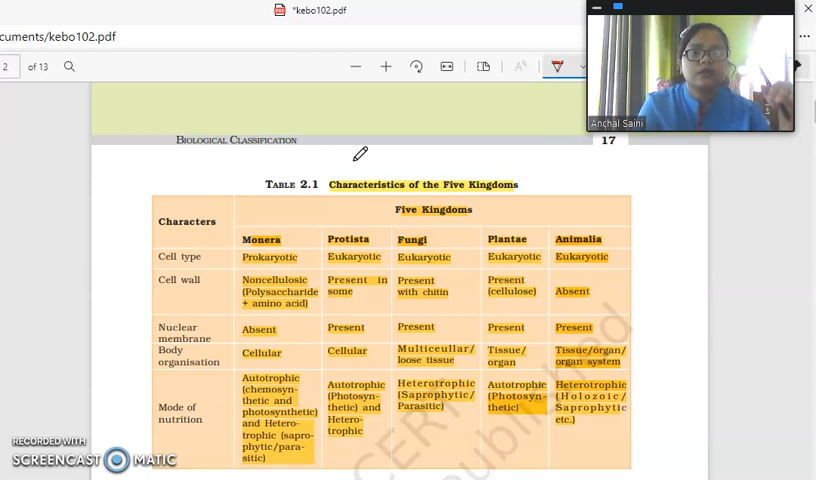 *kebo102.pdf
cuments/kebo102.pdf
2 of 13
Anchal Saini
BIOLOGICAL CLASSIFICATION 17
TABLE 2.1 Characteristics of the Five Kingdoms
Characters
Five Kingdoms
Monera Protista Fungi Plantae Animalia
Cell type Prokaryotic Eukaryotic Eukaryotic Eukaryotic Eukaryotic
Cell wall
Noncellulosic
(Polysaccharide
+ amino acid)
Present in
some
Present
with chitin
Present
(cellulose)
Absent
Nuclear
membrane
Absent Present Present Present Present
Body
organisation
Cellular
Cellular
Multiceullar/
loose tissue
Tissue/
organ
Tissue/organ/
organ system
Mode of
nutrition
Autotrophic
(chemosyn-
thetic and
photosynthetic)
and Hetero-
trophic (sapro-
phytic/para-
sitic)
Autotrophic
(Photosyn-
thetic) and
Hetero-
trophic
Heterotrophic
(Saprophytic/
Parasitic)
Autotrophic
(Photosyn-
thetic)
Heterotrophic
(Holozoic/
Saprophytic
etc.)
RECORDED WITH
SCREENCAST MATIC